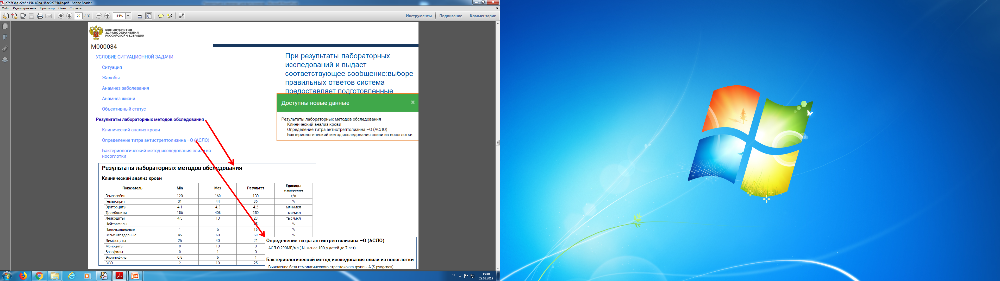 e7a7f36a-e2bf-4156-b2ba-48ae0c73561b.pdf - Adobe Reader
Файл Редактирование Просмотр Окно Справка
20 / 39 115% Инструменты Подписание Комментарии
МИНИСТЕРСТВО
ЗДРАВООХРАНЕНИЯ
РОССИЙСКОЙ ФЕДЕРАЦИИ
М000084
УСЛОВИЕ СИТУАЦИОННОЙ ЗАДАЧИ
Ситуация
Жалобы
Анамнез заболевания
Анамнез жизни
Объективный статус
Результаты лабораторных методов обследования
Клинический анализ крови
Определение титра антистрептолизина –О (АСЛО)
Бактериологический метод исследования слизи из
носоглотки
При результаты лабораторных
исследований и выдает
соответствующее сообщение:выборе
правильных ответов система
предоставляет подготовленные
Доступны новые данные
Результаты лабораторных методов обследования
Клинический анализ крови
Определение титра антистрептолизина –О (АСЛО)
Бактериологический метод исследования слизи из носоглотки
Результаты лабораторных методов обследования
Клинический анализ крови
Показатель Min Max Результат Единицы измерения
Гемоглобин 120 160 130 г/л
Гематокрит 31 44 35 %
Эритроциты 4.1 4.3 4.2 млн/мкл
Тромбоциты 156 408 250 тыс/мкл
Лейкоциты 4.5 13 23 тыс/мкл
Нейтрофилы %
Палочкоядерные 1 5 15 %
Сегментоядерные 45 60 60 %
Лимфоциты 25 40 21
Моноциты 0 13 3
Базофилы 0 1 0
Эозинофилы 0.5 5 1
СОЭ 2 10 25
Определение титра антистрептолизина –О (АСЛО)
АСЛ-О 290МЕ/мл ( N- менее 100, у детей до 7 лет)
Бактериологический метод исследования слизи из носоглотки
Выявление бета-гемолитического стрептококка группы А (S.pyogenes)
RU 15:40
22.01.2019